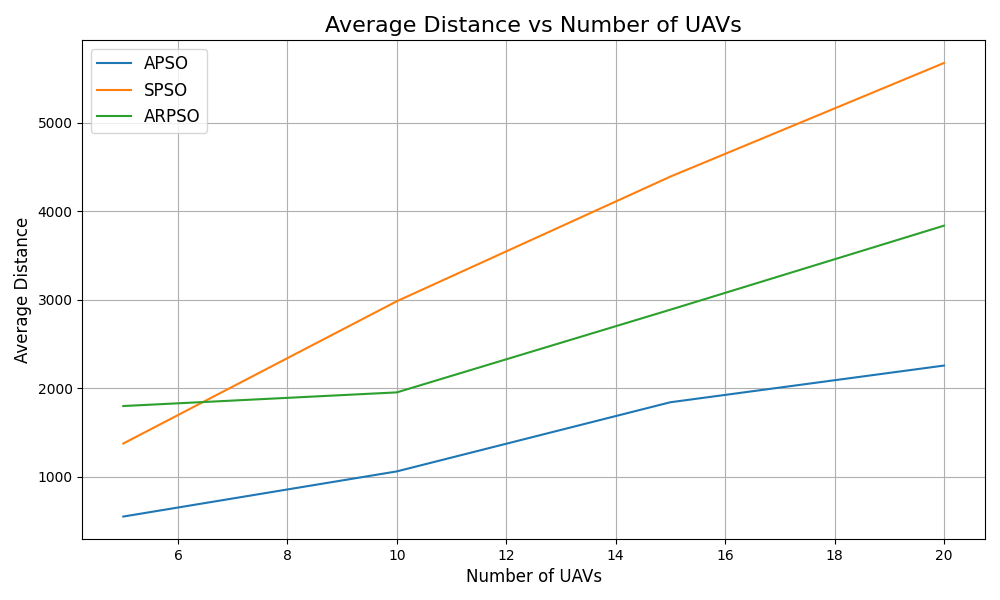 Average Distance vs Number of UAVs
APSO
SPSO
ARPSO
Average Distance
5000
4000
3000
2000
1000
6 8 10 12 14 16 18 20
Number of UAVs